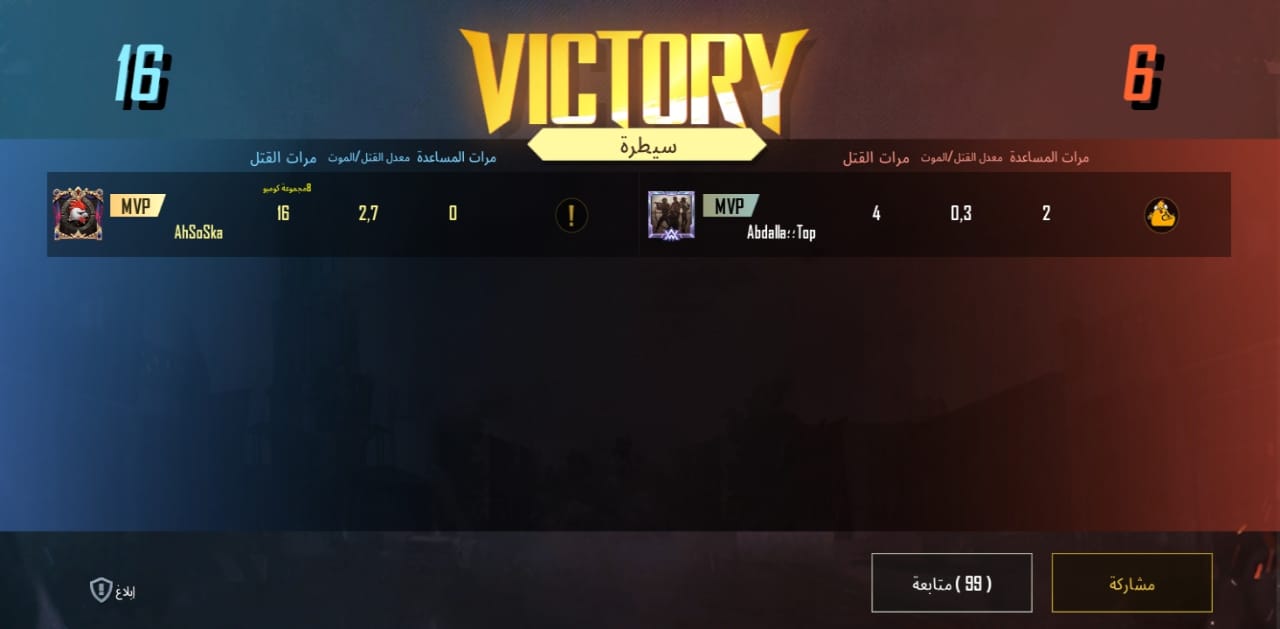 16
VICTORY
6
سيطرة
مرات القتل معدل القتل/الموت مرات المساعدة
مرات القتل معدل القتل/الموت مرات المساعدة
MVP
AhSoSka
8مجموعة كومبو
16 2,7 0
MVP
Abdalla::Top
4 0,3 2
إبلاغ
متابعة ( 99 )
مشاركة